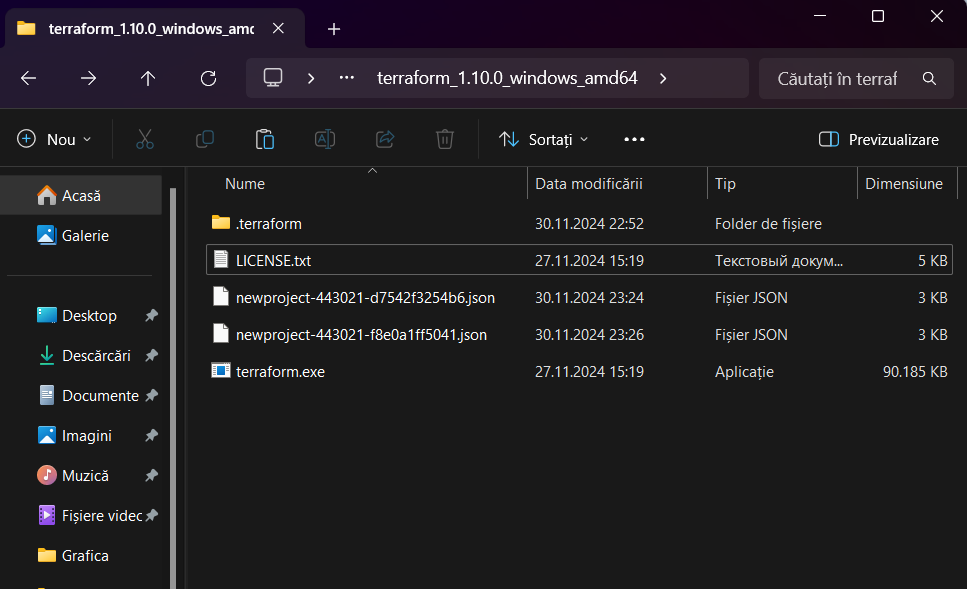 terraform_1.10.0_windows_amd
terraform_1.10.0_windows_amd64
Căutați în terraf
Nou
Sortați
Previzualizare
Nume
Data modificării
Tip
Dimensiune
Acasă
Galerie
Desktop
Descărcări
Documente
Imagini
Muzică
Fișiere videc
Grafica
.terraform 30.11.2024 22:52 Folder de fișiere
LICENSE.txt 27.11.2024 15:19 Текстовый докум... 5 KB
newproject-443021-d7542f3254b6.json 30.11.2024 23:24 Fișier JSON 3 KB
newproject-443021-f8e0a1ff5041.json 30.11.2024 23:26 Fișier JSON 3 KB
terraform.exe 27.11.2024 15:19 Aplicație 90.185 KB